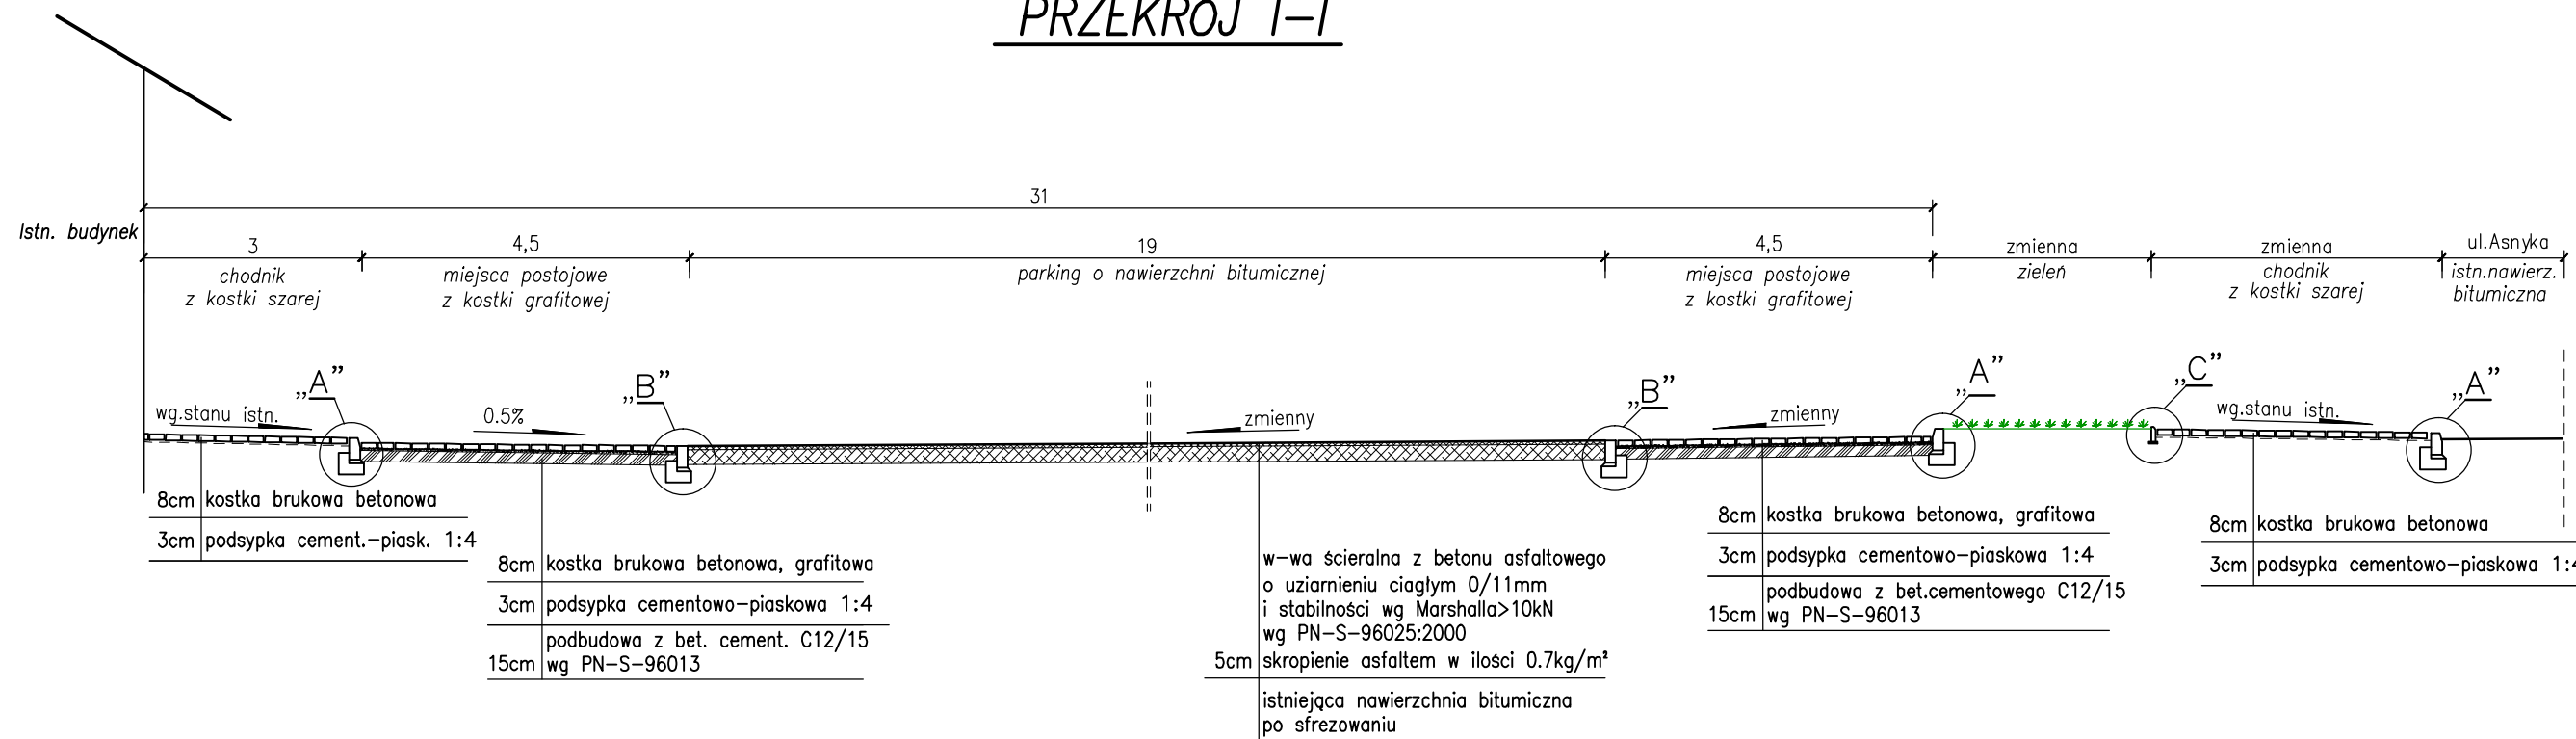 PRZEKRÓJ I-I
31
Istn. budynek
3
4,5
19
4,5
zmienna
zmienna
ul.Asnyka
chodnik
z kostki szarej
miejsca postojowe
z kostki grafitowej
parking o nawierzchni bitumicznej
miejsca postojowe
z kostki grafitowej
zieleń
chodnik
z kostki szarej
istn.nawierz.
bitumiczna
„A”
„B”
„B”
„A”
„C”
„A”
wg.stanu istn.
0.5%
zmienny
zmienny
wg.stanu istn.
8cm kostka brukowa betonowa
3cm podsypka cement.-piask. 1:4
8cm kostka brukowa betonowa, grafitowa
3cm podsypka cementowo-piaskowa 1:4
podbudowa z bet. cement. C12/15
15cm wg PN-S-96013
w-wa ścieralna z betonu asfaltowego
o uziarnieniu ciagłym 0/11mm
i stabilności wg Marshalla>10kN
wg PN-S-96025:2000
5cm skropienie asfaltem w ilości 0.7kg/m²
istniejąca nawierzchnia bitumiczna
po sfrezowaniu
8cm kostka brukowa betonowa, grafitowa
3cm podsypka cementowo-piaskowa 1:4
podbudowa z bet.cementowego C12/15
15cm wg PN-S-96013
8cm kostka brukowa betonowa
3cm podsypka cementowo-piaskowa 1:4